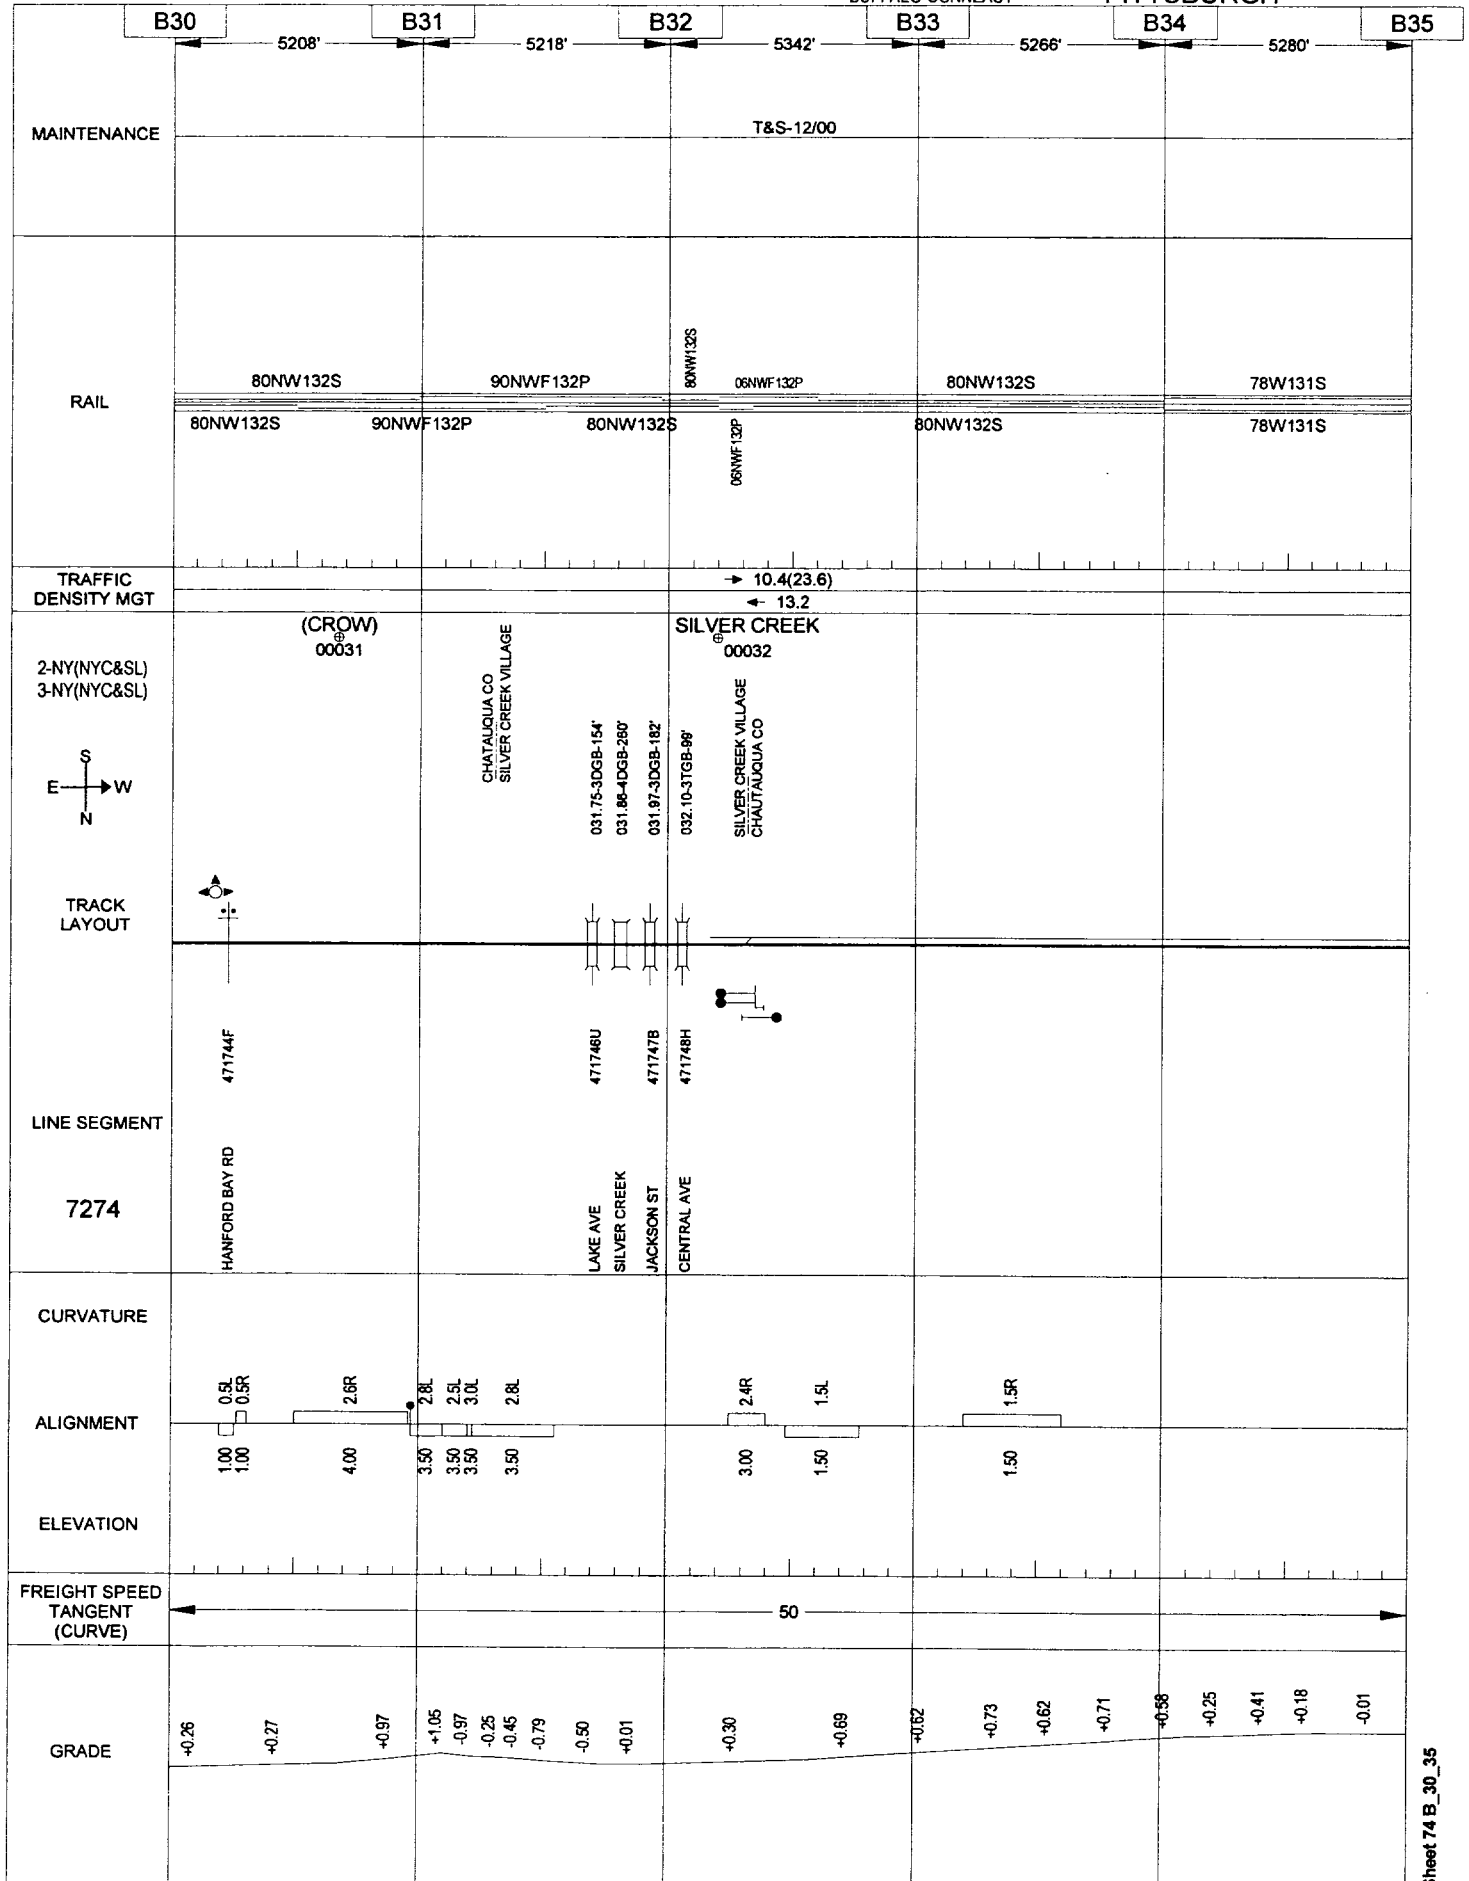 B30 B31 B32 B33 B34 B35
5208' 5218' 5342' 5266' 5280'
MAINTENANCE
T&S-12/00
80NW132S
80NW132S 90NWF132P 06NWF132P 80NW132S 78W131S
RAIL
80NW132S 90NWF132P 80NW132S 80NW132S 78W131S
06NWF132P
TRAFFIC
DENSITY MGT
10.4(23.6)
13.2
(CROW)
00031
SILVER CREEK
00032
2-NY(NYC&SL)
3-NY(NYC&SL)
CHATAUQUA CO
SILVER CREEK VILLAGE
031.75-3DGB-154'
031.86-4DGB-260'
031.97-3DGB-182'
032.10-3TGB-99'
SILVER CREEK VILLAGE
CHAUTAUQUA CO
S
E W
N
TRACK
LAYOUT
471744F
471746U
471747B
471748H
LINE SEGMENT
7274
HANFORD BAY RD
LAKE AVE
SILVER CREEK
JACKSON ST
CENTRAL AVE
CURVATURE
0.5L 0.5R 2.6R 2.8L 2.5L 3.0L 2.8L 2.4R 1.5L 1.5R
ALIGNMENT
1.00 1.00 4.00 3.50 3.50 3.50 3.50 3.00 1.50 1.50
ELEVATION
FREIGHT SPEED
TANGENT
(CURVE)
50
GRADE
+0.26 +0.27 +0.97 +1.05 -0.97 -0.25 -0.45 -0.79 -0.50 +0.01 +0.30 +0.69 +0.62 +0.73 +0.62 +0.71 +0.58 +0.25 +0.41 +0.18 -0.01
Sheet 74 B_30_35